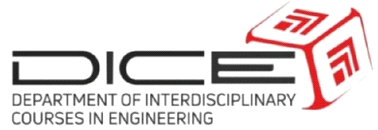 DICE
DEPARTMENT OF INTERDISCIPLINARY
COURSES IN ENGINEERING